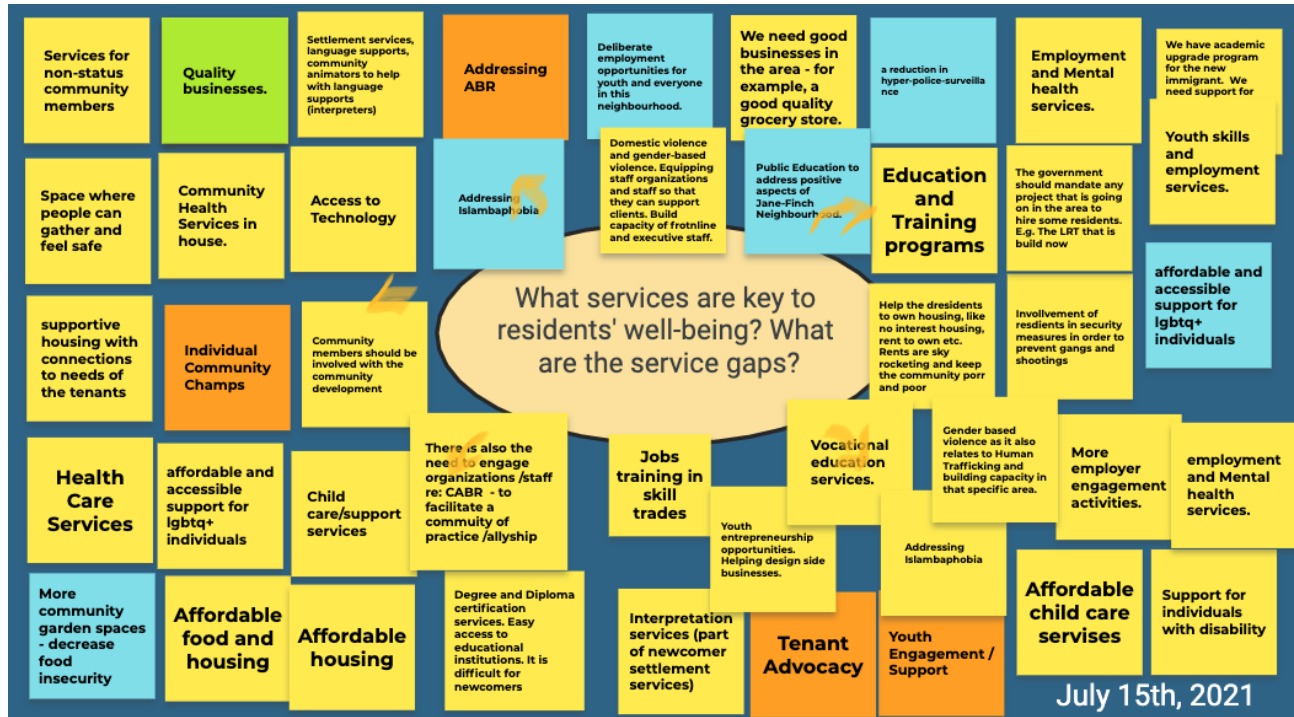 Services for
non-status
community
members
Quality
businesses.
Settlement services,
language supports,
community
animators to help
with language
supports
(interpreters)
Addressing
ABR
Deliberate
employment
opportunities for
youth and everyone
in this
neighbourhood.
We need good
businesses in
the area - for
example, a
good quality
grocery store.
a reduction in
hyper-police-surveilla
nce
Employment
and Mental
health
services.
We have academic
upgrade program
for the new
immigrant. We
need support for
Youth skills
and
employment
services.
Space where
people can
gather and
feel safe
Community
Health
Services in
house.
Access to
Technology
Addressing
Islambaphobia
Domestic violence
and gender-based
violence. Equipping
staff organizations
and staff so that
they can support
clients. Build
capacity of frotnline
and executive staff.
Public Education to
address positive
aspects of
Jane-Finch
Neighbourhood.
Education
and
Training
programs
The government
should mandate any
project that is going
on in the area to
hire some residents.
E.g. The LRT that is
build now
affordable and
accessible
support for
lgbtq+
individuals
What services are key to
residents' well-being? What
are the service gaps?
supportive
housing with
connections
to needs of
the tenants
Individual
Community
Champs
Community
members should be
involved with the
community
development
Help the dresidents
to own housing, like
no interest housing,
rent to own etc.
Rents are sky
rocketing and keep
the community porr
and poor
Invollvement of
resdients in security
measures in order to
prevent gangs and
shootings
Health
Care
Services
affordable and
accessible
support for
lgbtq+
individuals
Child
care/support
services
There is also the
need to engage
organizations /staff
re: CABR - to
facilitate a
commuity of
practice /allyship
Jobs
training in
skill
trades
Vocational
education
services.
Gender based
violence as it also
relates to Human
Trafficking and
building capacity in
that specific area.
More
employer
engagement
activities.
employment
and Mental
health
services.
Youth
entrepreneurship
opportunities.
Helping design side
businesses.
Addressing
Islambaphobia
More
community
garden spaces
- decrease
food
insecurity
Affordable
food and
housing
Affordable
housing
Degree and Diploma
certification
services. Easy
access to
educational
institutions. It is
difficult for
newcomers
Interpretation
services (part
of newcomer
settlement
services)
Tenant
Advocacy
Youth
Engagement /
Support
Affordable
child care
servises
Support for
individuals
with disability
July 15th, 2021